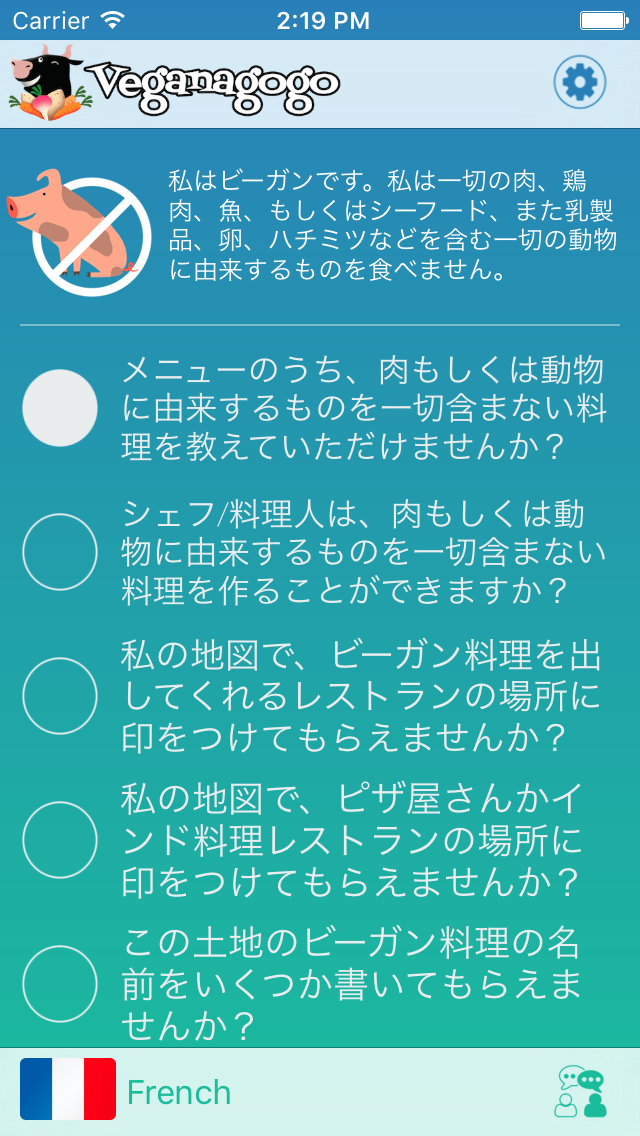 Carrier 2:19 PM
Veganagogo
私はビーガンです。私は一切の肉、鶏
肉、魚、もしくはシーフード、また乳製
品、卵、ハチミツなどを含む一切の動物
に由来するものを食べません。
メニューのうち、肉もしくは動物
に由来するものを一切含まない料
理を教えていただけませんか？
シェフ/料理人は、肉もしくは動
物に由来するものを一切含まない
料理を作ることができますか？
私の地図で、ビーガン料理を出
してくれるレストランの場所に
印をつけてもらえませんか？
私の地図で、ピザ屋さんかイ
ンド料理レストランの場所に
印をつけてもらえませんか？
この土地のビーガン料理の名
前をいくつか書いてもらえま
せんか？
French